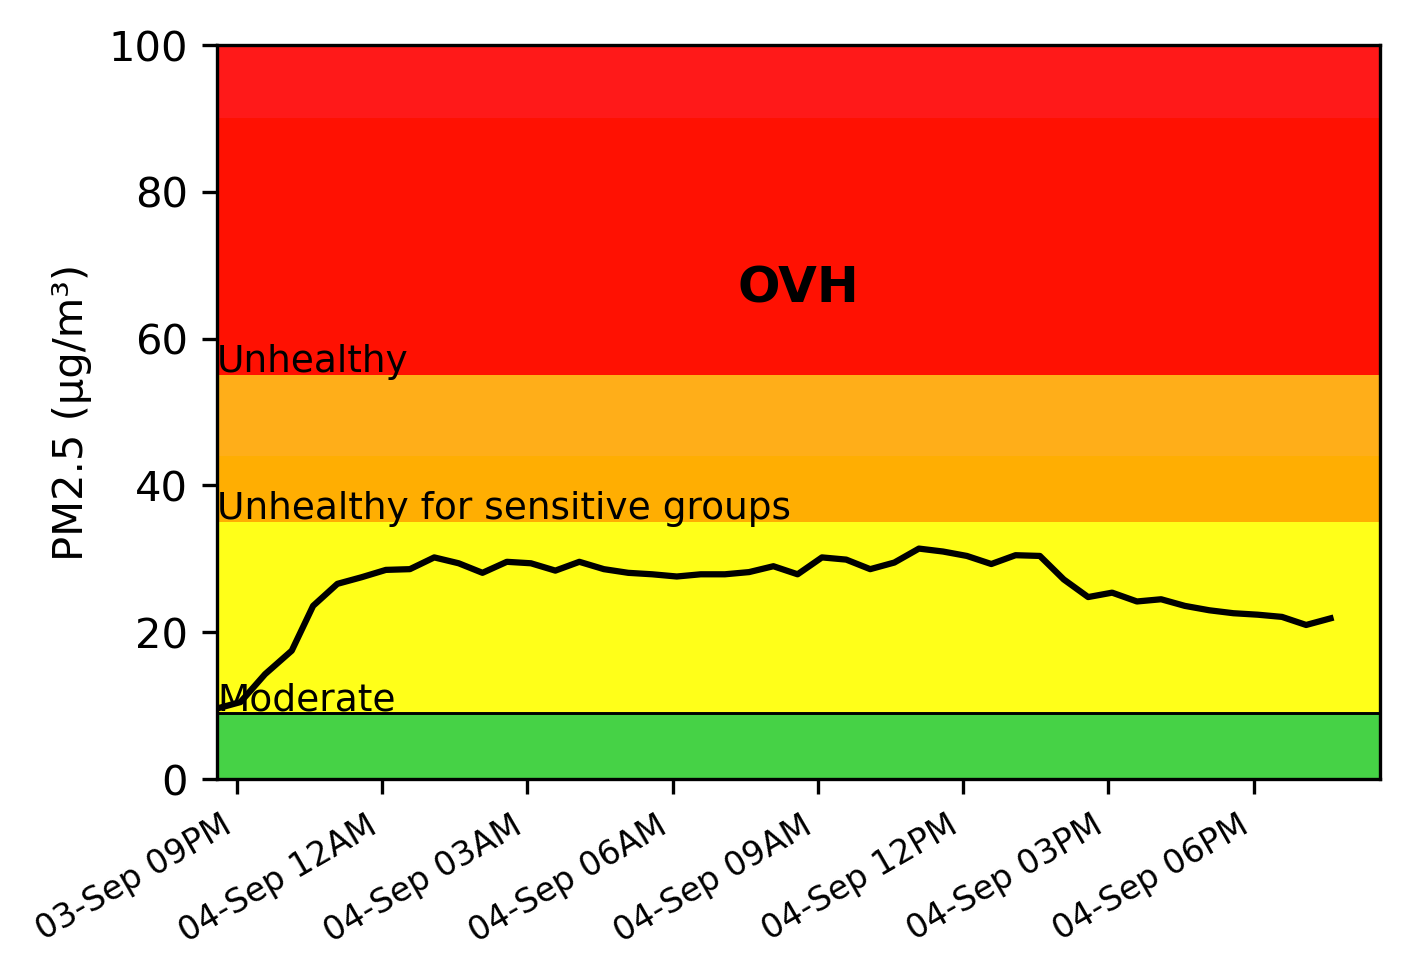 100
80
60
40
20
0
PM2.5 (µg/m³)
OVH
Unhealthy
Unhealthy for sensitive groups
Moderate
03-Sep 09PM
04-Sep 12AM
04-Sep 03AM
04-Sep 06AM
04-Sep 09AM
04-Sep 12PM
04-Sep 03PM
04-Sep 06PM